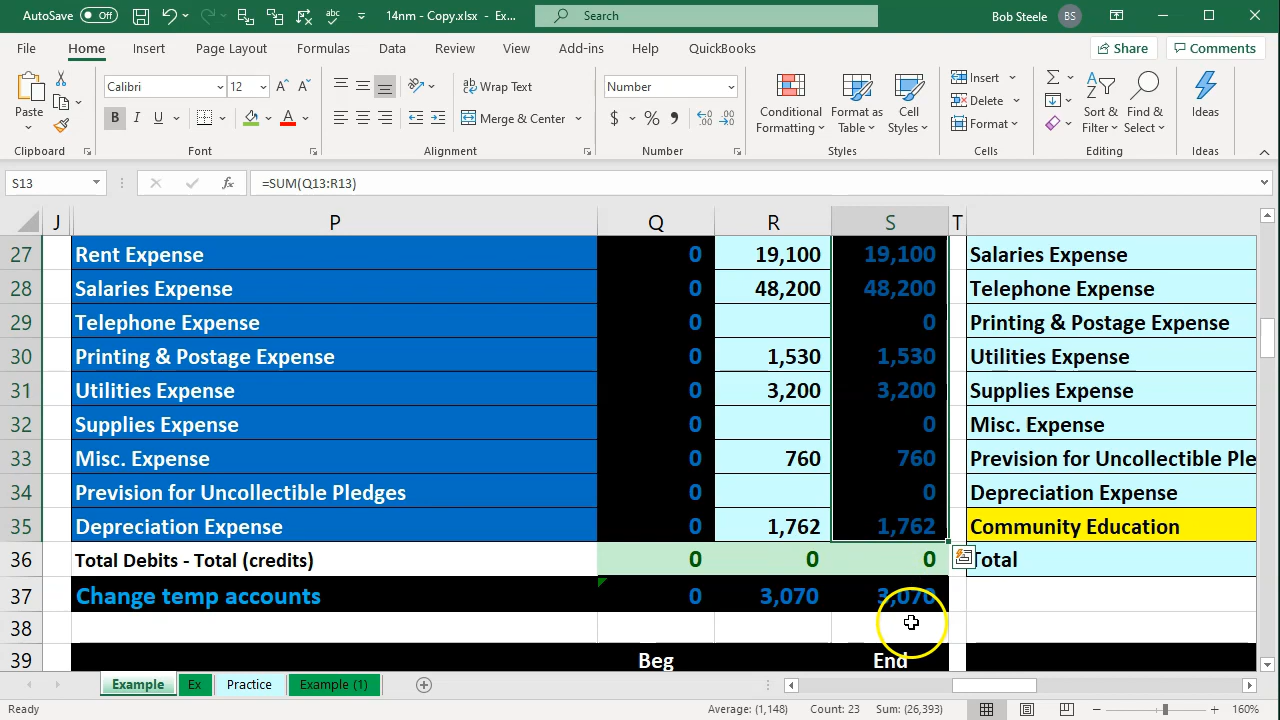 AutoSave Off 14nm - Copy.xlsx - Ex... Search Bob Steele BS
File Home Insert Page Layout Formulas Data Review View Add-ins Help QuickBooks Share Comments
Paste Calibri 12 Wrap Text Number Conditional Formatting Format as Table Cell Styles Insert Sort & Filter Find & Select Ideas
B I U Merge & Center $ % Delete
Format
Clipboard Font Alignment Number Styles Cells Editing Ideas
S13 =SUM(Q13:R13)
J P Q R S T
27 Rent Expense 0 19,100 19,100 Salaries Expense
28 Salaries Expense 0 48,200 48,200 Telephone Expense
29 Telephone Expense 0 0 Printing & Postage Expense
30 Printing & Postage Expense 0 1,530 1,530 Utilities Expense
31 Utilities Expense 0 3,200 3,200 Supplies Expense
32 Supplies Expense 0 0 Misc. Expense
33 Misc. Expense 0 760 760 Prevision for Uncollectible Ple
34 Prevision for Uncollectible Pledges 0 0 Depreciation Expense
35 Depreciation Expense 0 1,762 1,762 Community Education
36 Total Debits - Total (credits) 0 0 0 Total
37 Change temp accounts 0 3,070 3,070
38
39 Beg End
Example Ex Practice Example (1)
Ready Average: (1,148) Count: 23 Sum: (26,393) 160%